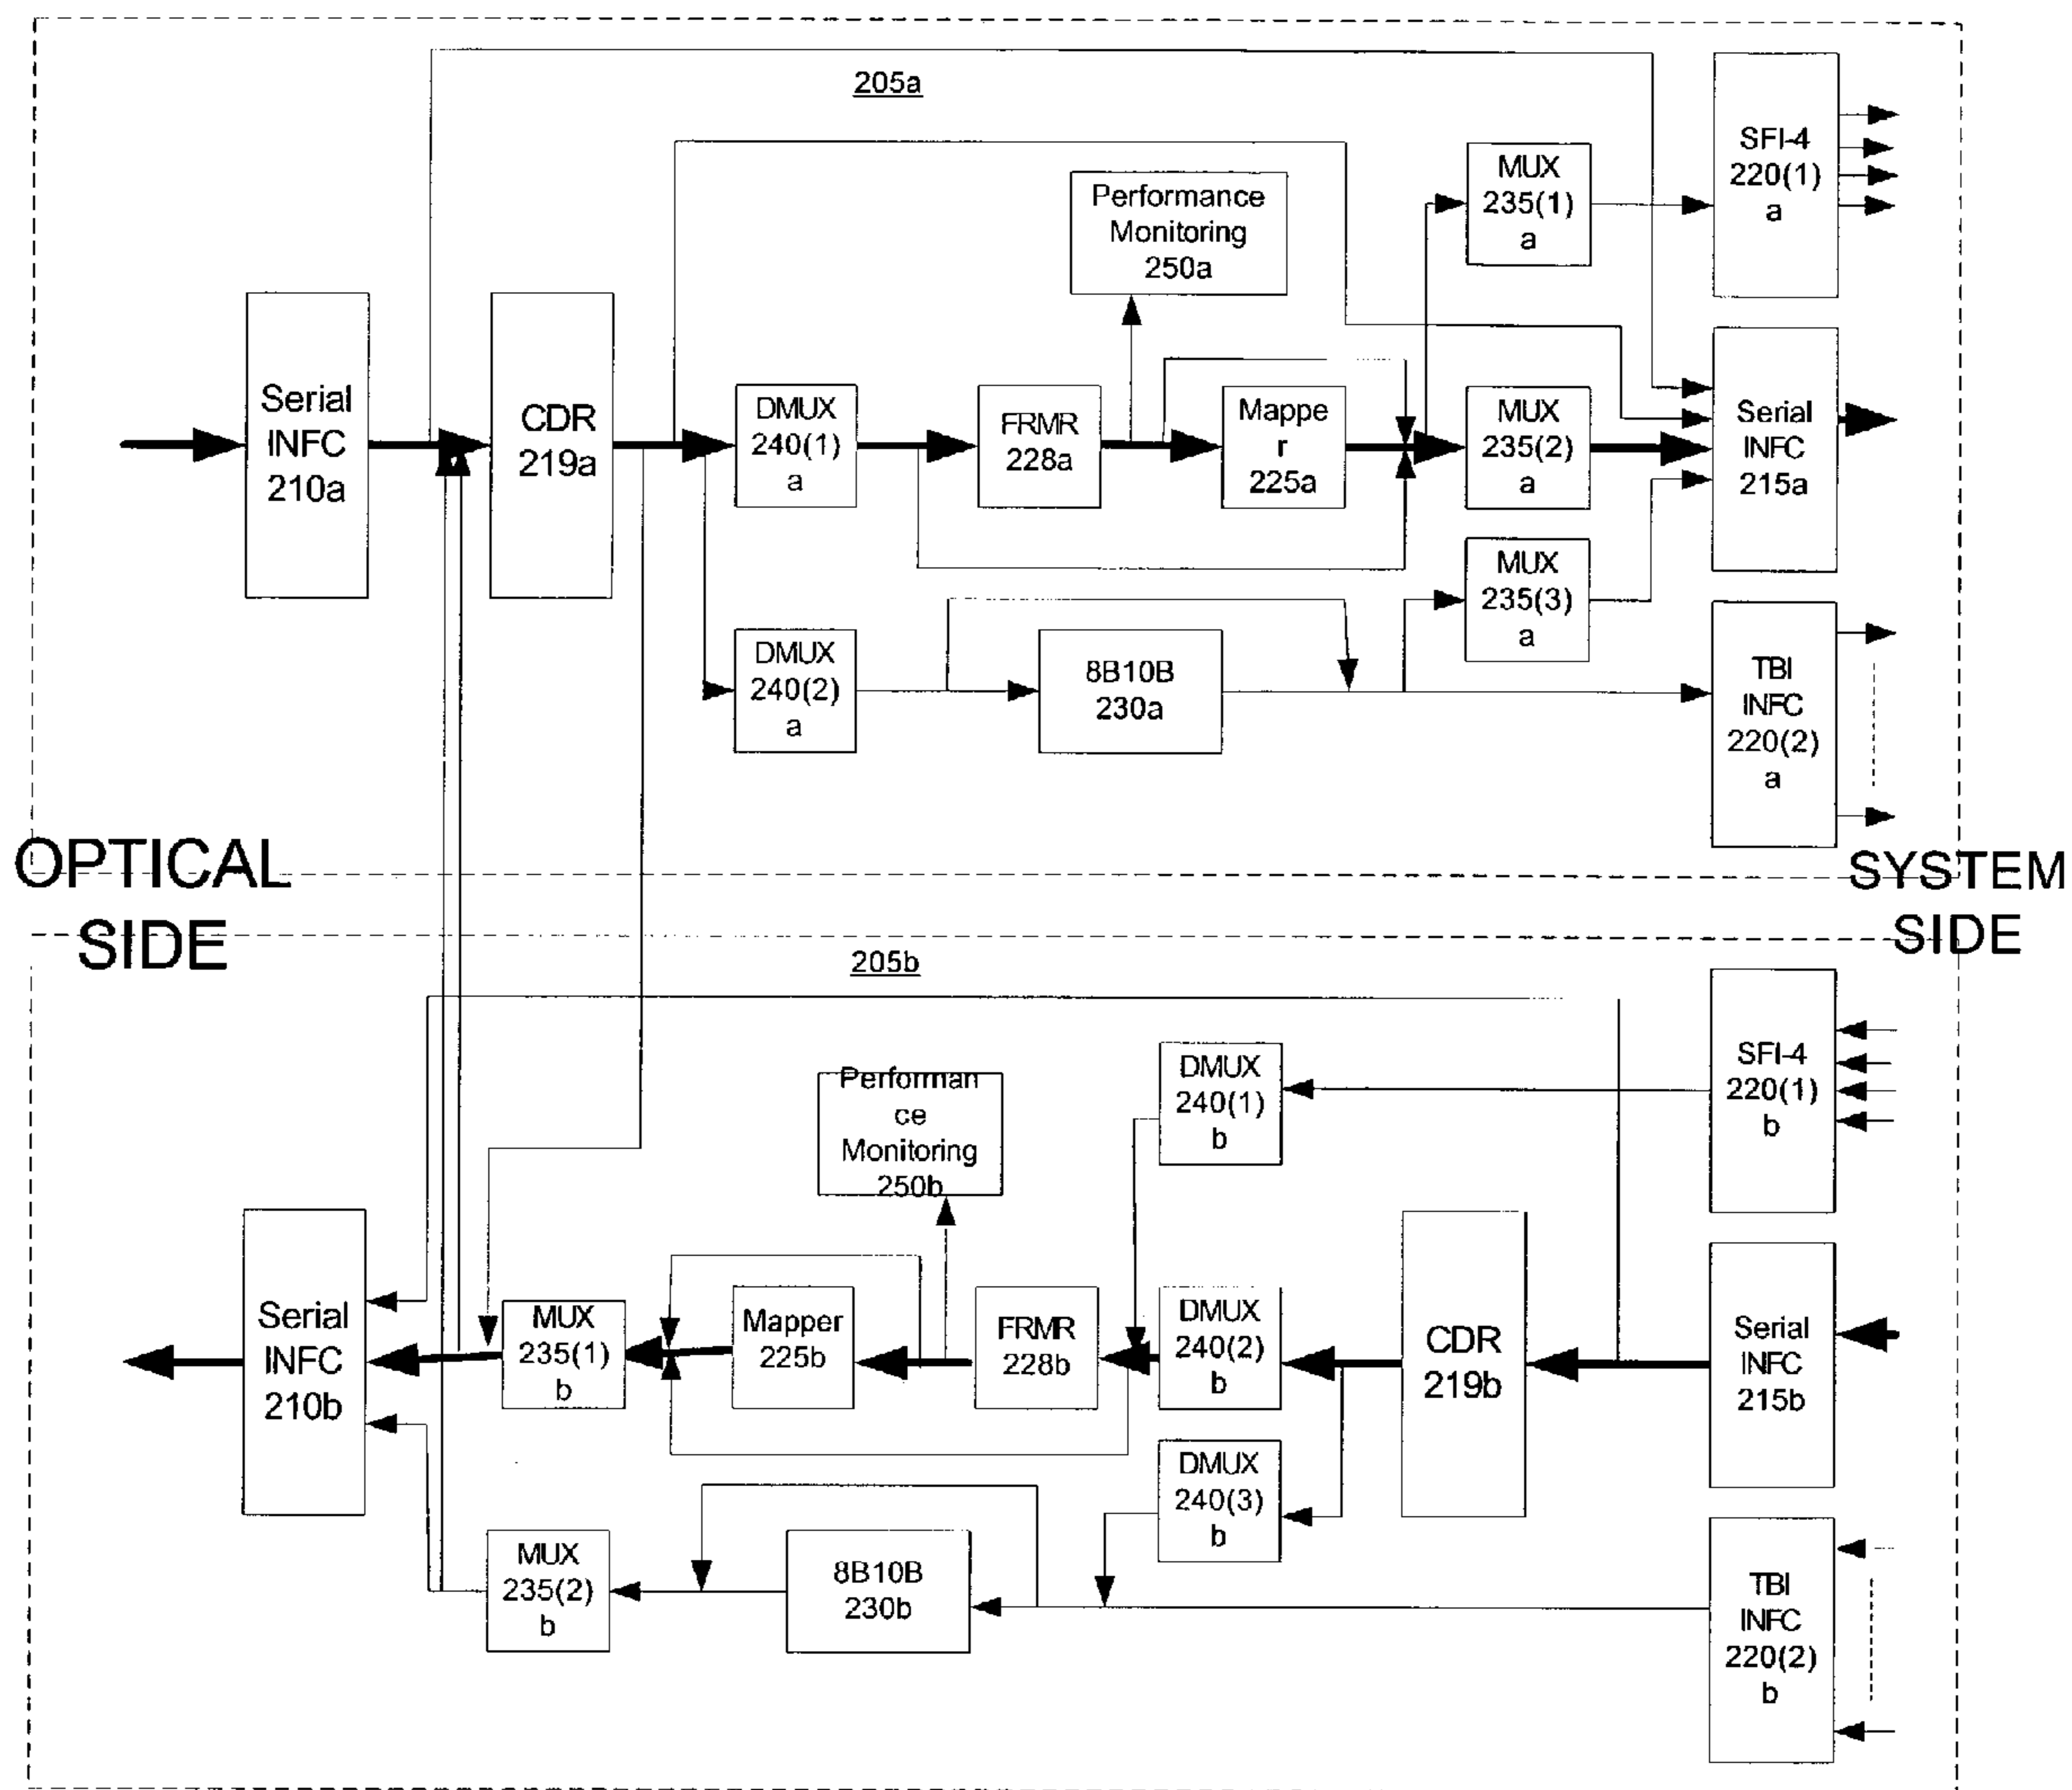 205a
SFI-4
220(1)
a
MUX
235(1)
a
Performance
Monitoring
250a
Serial
INFC
210a
CDR
219a
DMUX
240(1)
a
FRMR
228a
Mappe
r
225a
MUX
235(2)
a
Serial
INFC
215a
MUX
235(3)
a
DMUX
240(2)
a
8B10B
230a
TBI
INFC
220(2)
a
OPTICAL
SIDE
SYSTEM
SIDE
205b
SFI-4
220(1)
b
DMUX
240(1)
b
Performan
ce
Monitoring
250b
Serial
INFC
210b
MUX
235(1)
b
Mapper
225b
FRMR
228b
DMUX
240(2)
b
CDR
219b
Serial
INFC
215b
DMUX
240(3)
b
MUX
235(2)
b
8B10B
230b
TBI
INFC
220(2)
b